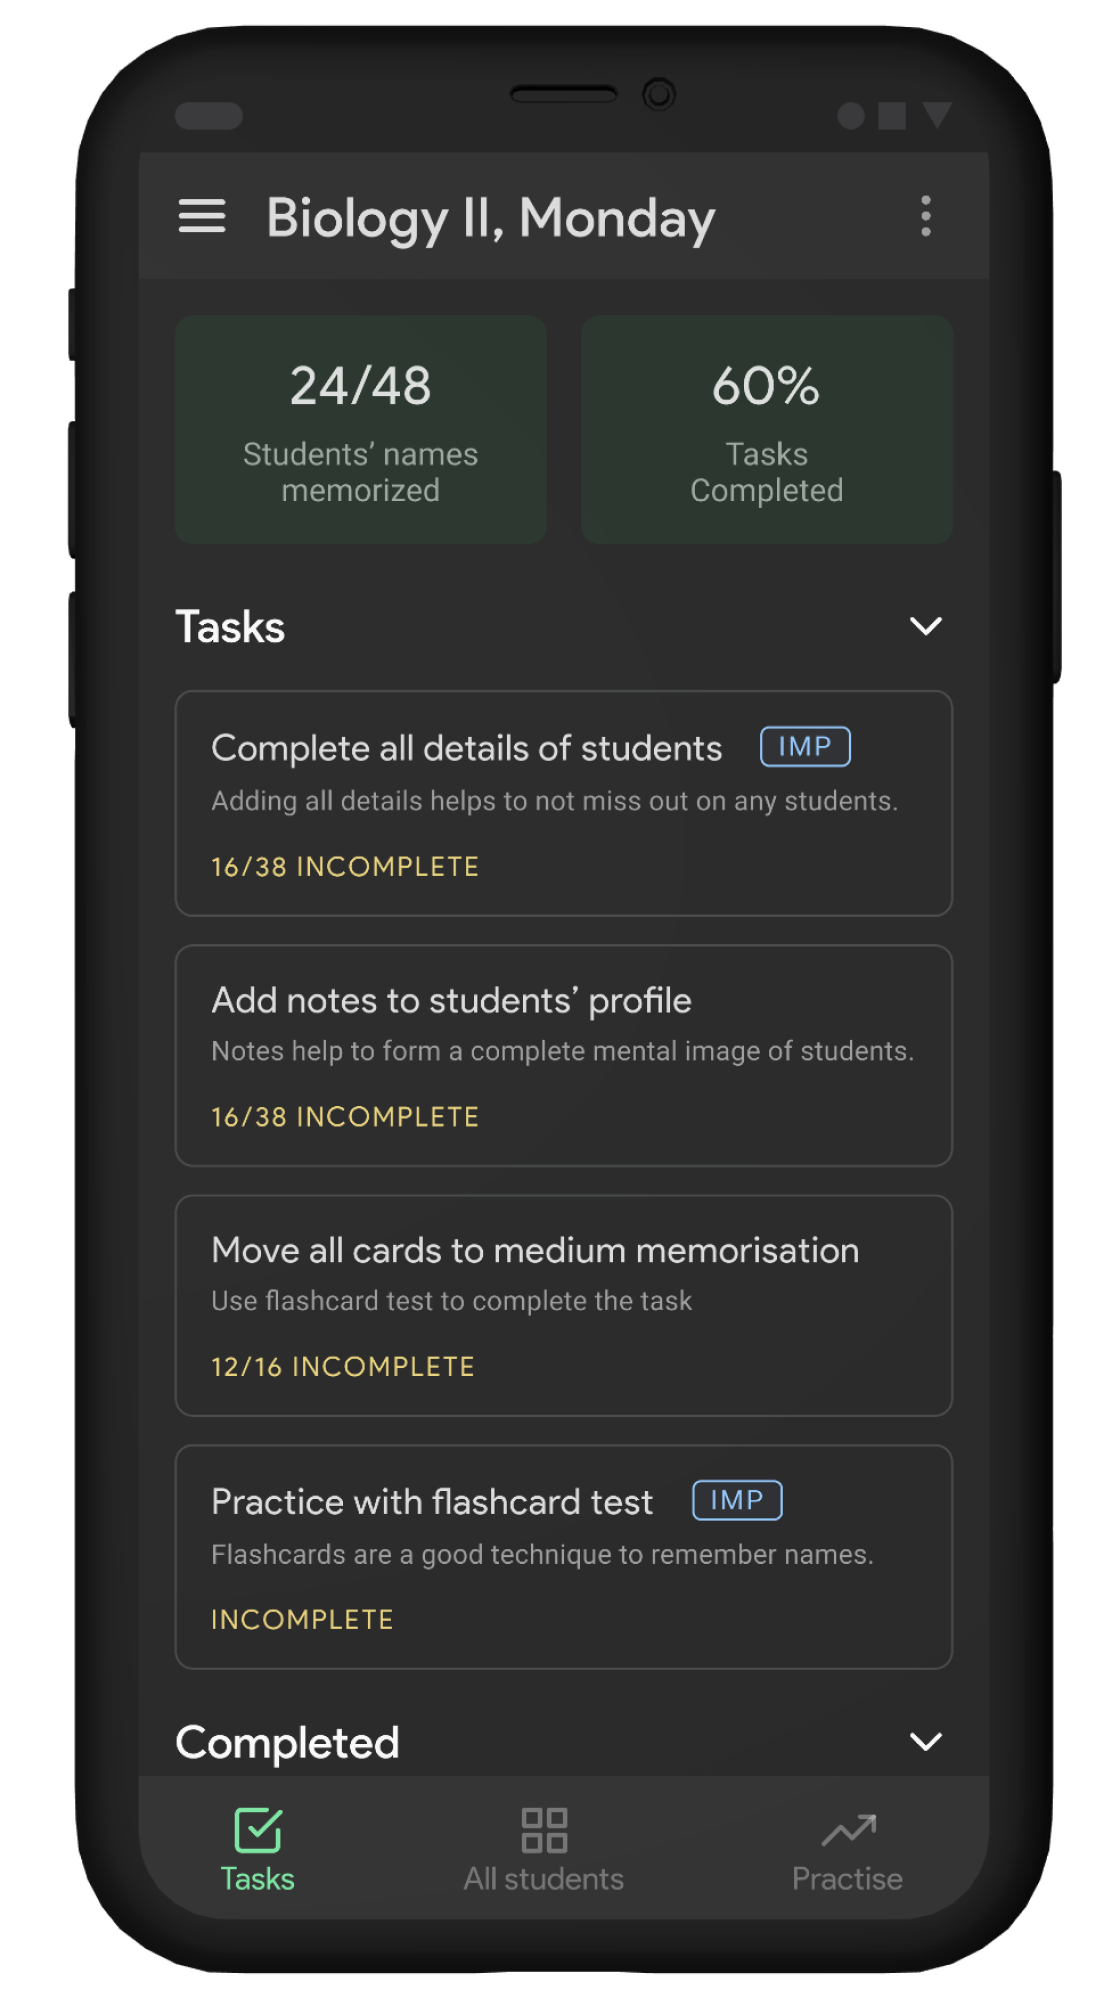 Biology II, Monday
24/48
Students’ names
memorized
60%
Tasks
Completed
Tasks
Complete all details of students IMP
Adding all details helps to not miss out on any students.
16/38 INCOMPLETE
Add notes to students’ profile
Notes help to form a complete mental image of students.
16/38 INCOMPLETE
Move all cards to medium memorisation
Use flashcard test to complete the task
12/16 INCOMPLETE
Practice with flashcard test IMP
Flashcards are a good technique to remember names.
INCOMPLETE
Completed
Tasks
All students
Practise